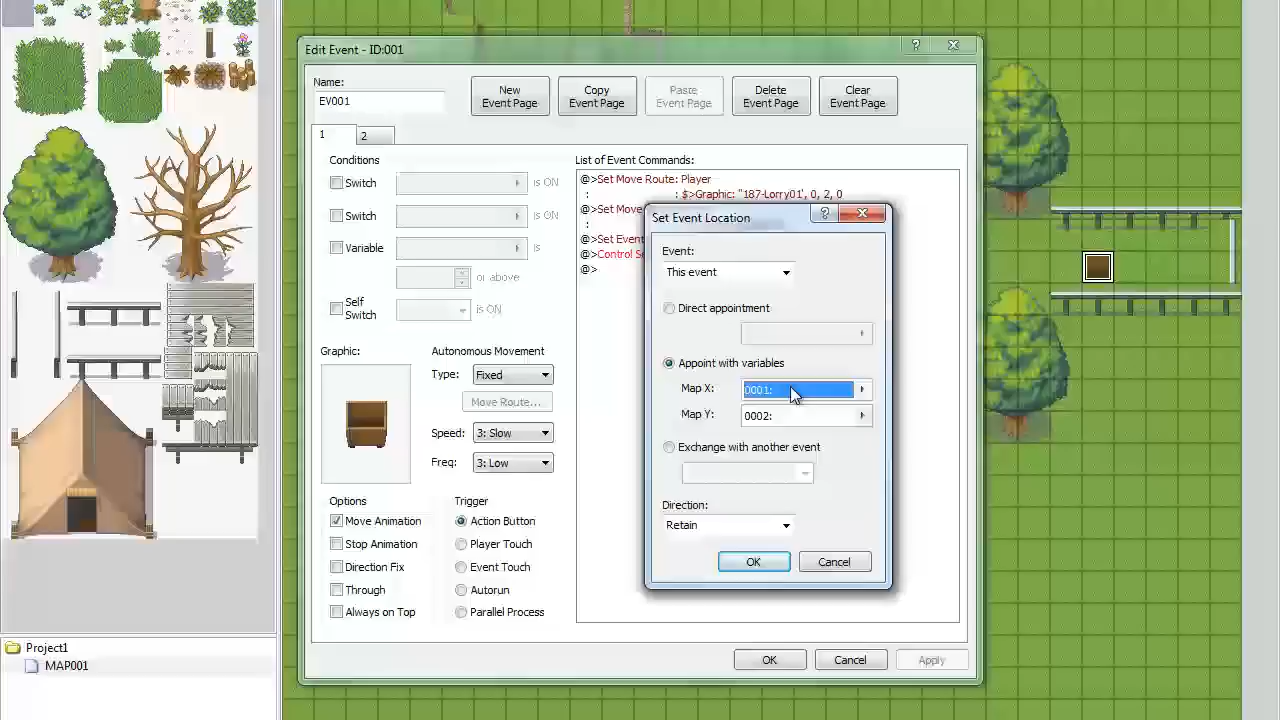 Edit Event - ID:001
Name:
EV001
New
Event Page
Copy
Event Page
Paste
Event Page
Delete
Event Page
Clear
Event Page
1
2
Conditions
Switch
is ON
Switch
is ON
Variable
is
or above
Self
Switch
is ON
Graphic:
Autonomous Movement
Type:
Fixed
Move Route...
Speed:
3: Slow
Freq:
3: Low
Options
Move Animation
Stop Animation
Direction Fix
Through
Always on Top
Trigger
Action Button
Player Touch
Event Touch
Autorun
Parallel Process
List of Event Commands:
@>Set Move Route: Player
: : $>Graphic: "187-Lorry01', 0, 2, 0
@>Set Move
:
@>Set Event
@>Control
@>
Set Event Location
Event:
This event
Direct appointment
Appoint with variables
Map X:
0001:
Map Y:
0002:
Exchange with another event
Direction:
Retain
OK
Cancel
OK
Cancel
Apply
Project1
MAP001